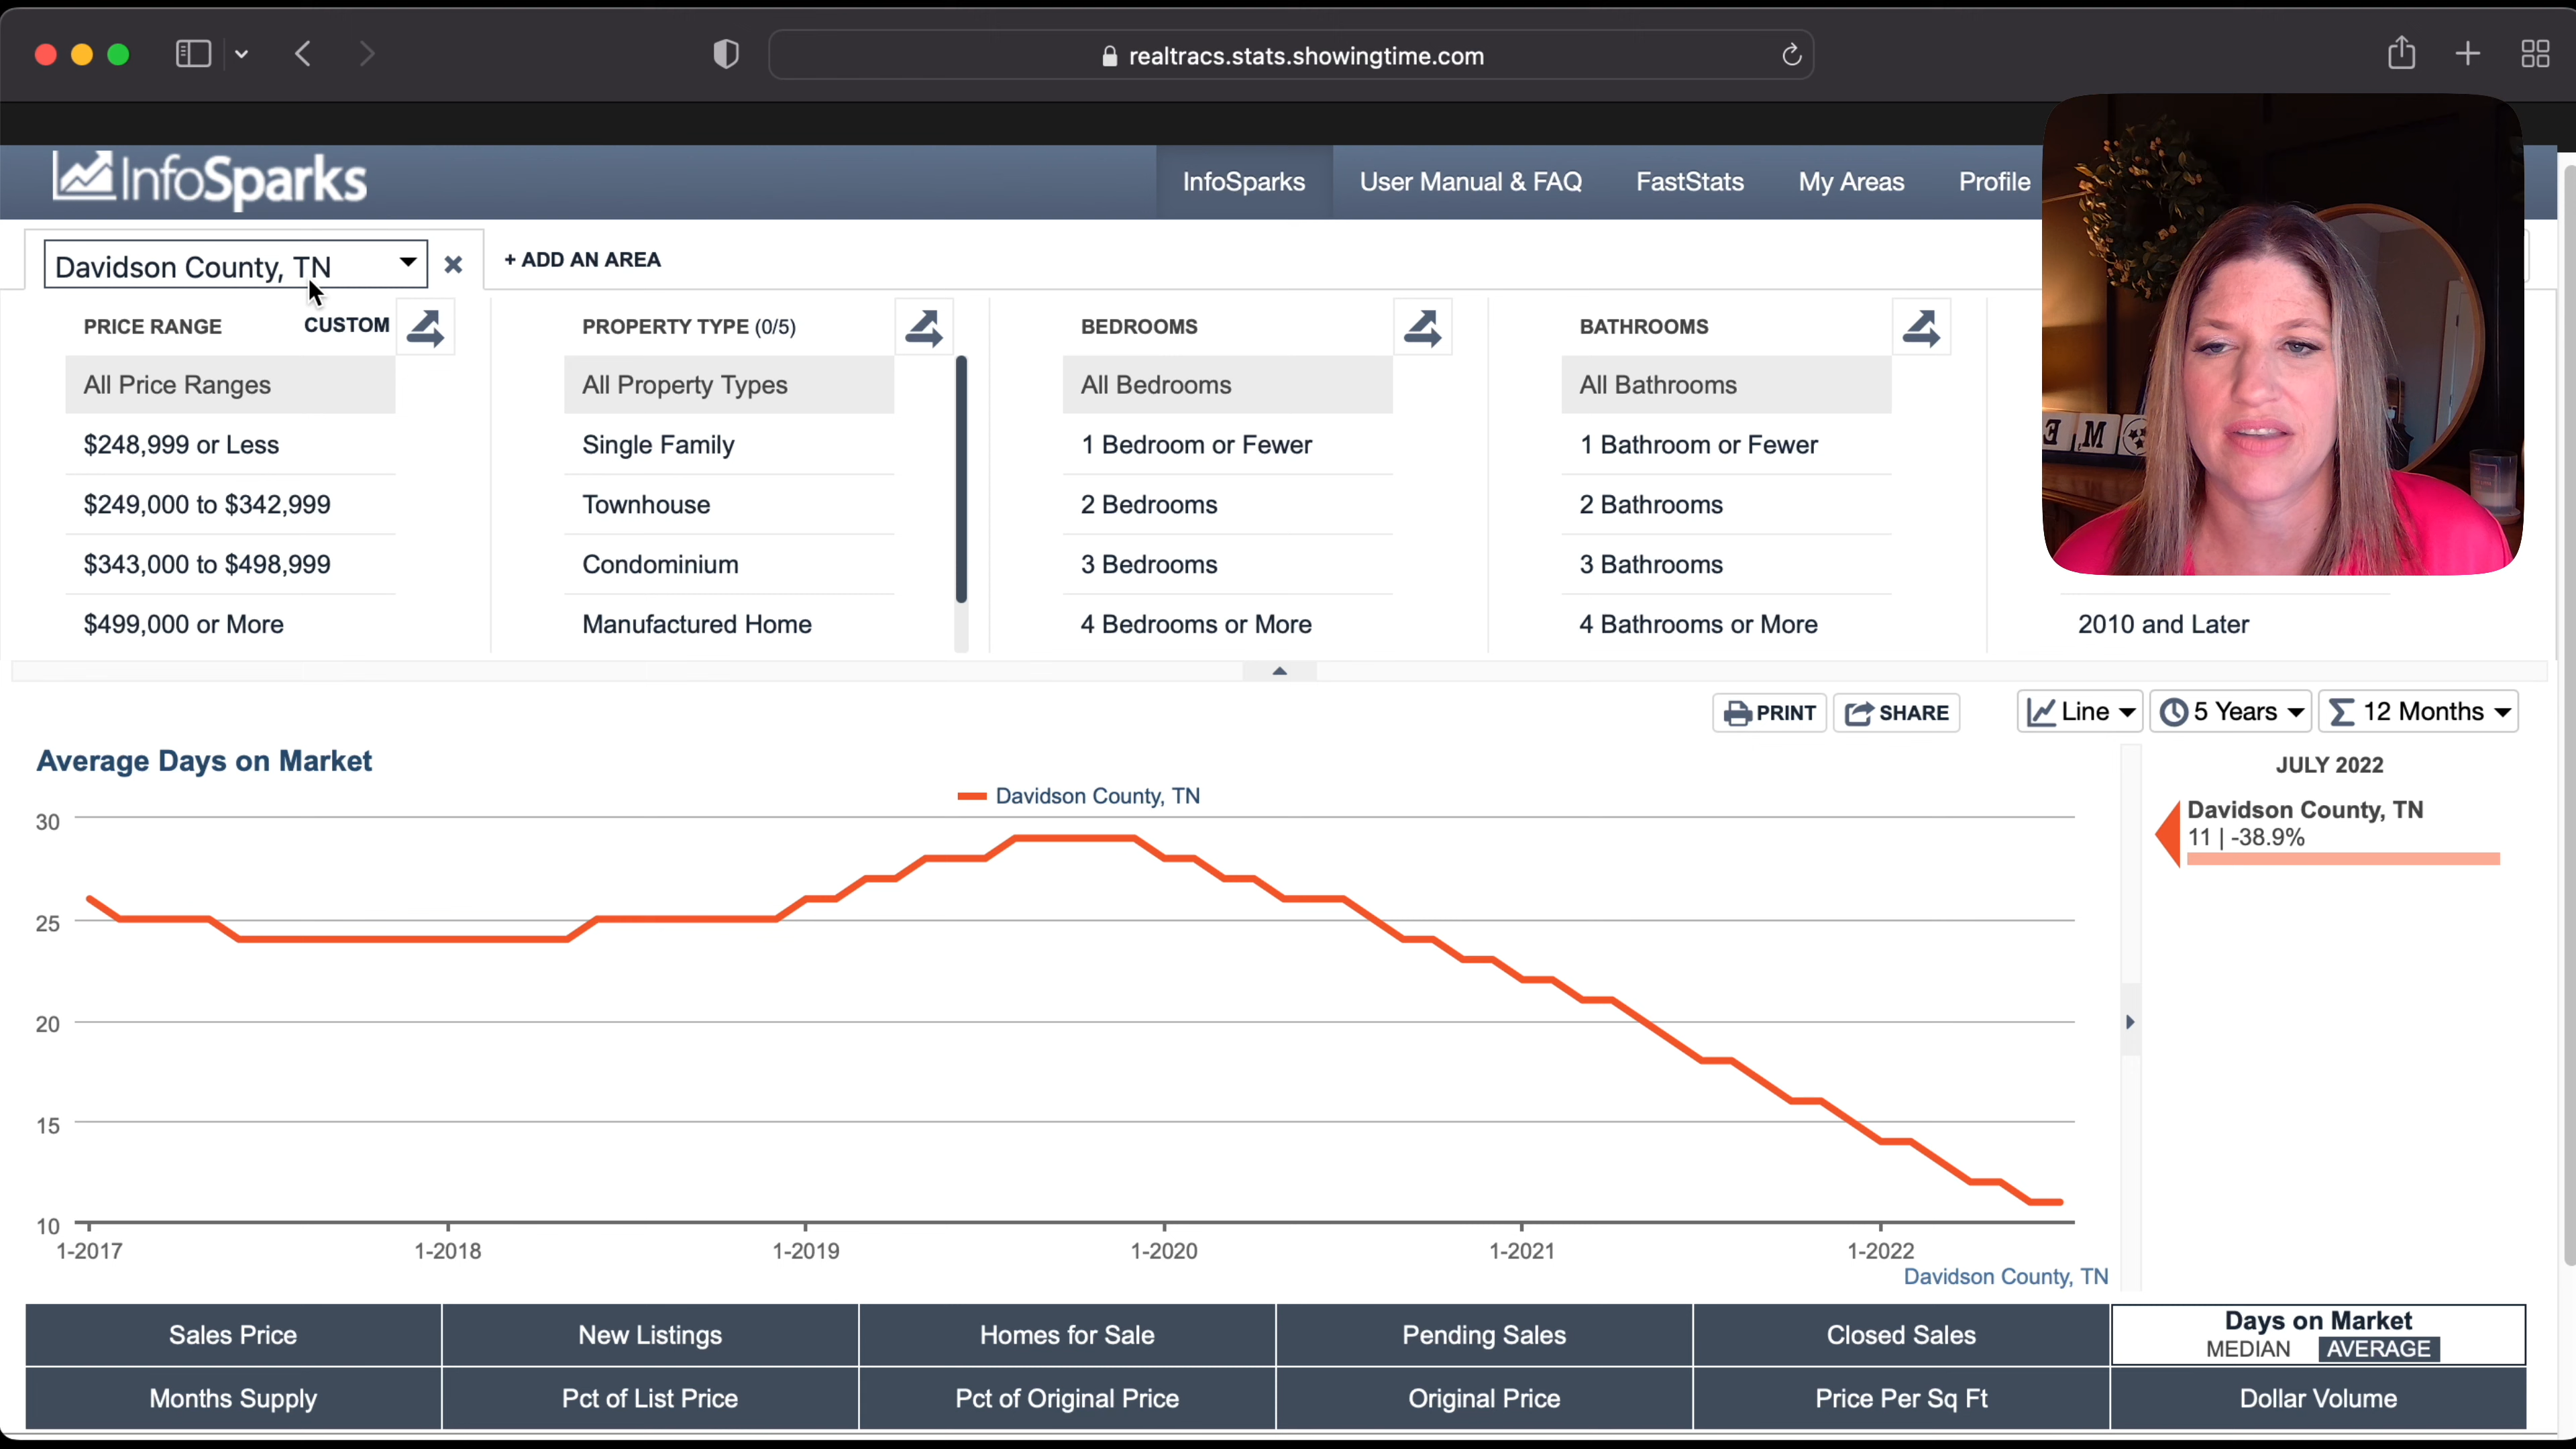 realtracs.stats.showingtime.com
InfoSparks
InfoSparks User Manual & FAQ FastStats My Areas Profile
Davidson County, TN
+ ADD AN AREA
PRICE RANGE CUSTOM
All Price Ranges
$248,999 or Less
$249,000 to $342,999
$343,000 to $498,999
$499,000 or More
PROPERTY TYPE (0/5)
All Property Types
Single Family
Townhouse
Condominium
Manufactured Home
BEDROOMS
All Bedrooms
1 Bedroom or Fewer
2 Bedrooms
3 Bedrooms
4 Bedrooms or More
BATHROOMS
All Bathrooms
1 Bathroom or Fewer
2 Bathrooms
3 Bathrooms
4 Bathrooms or More
2010 and Later
M
PRINT SHARE Line 5 Years 12 Months
Average Days on Market
Davidson County, TN
30
25
20
15
10
1-2017 1-2018 1-2019 1-2020 1-2021 1-2022
Davidson County, TN
JULY 2022
Davidson County, TN
11 | -38.9%
Sales Price New Listings Homes for Sale Pending Sales Closed Sales Days on Market
MEDIAN AVERAGE
Months Supply Pct of List Price Pct of Original Price Original Price Price Per Sq Ft Dollar Volume